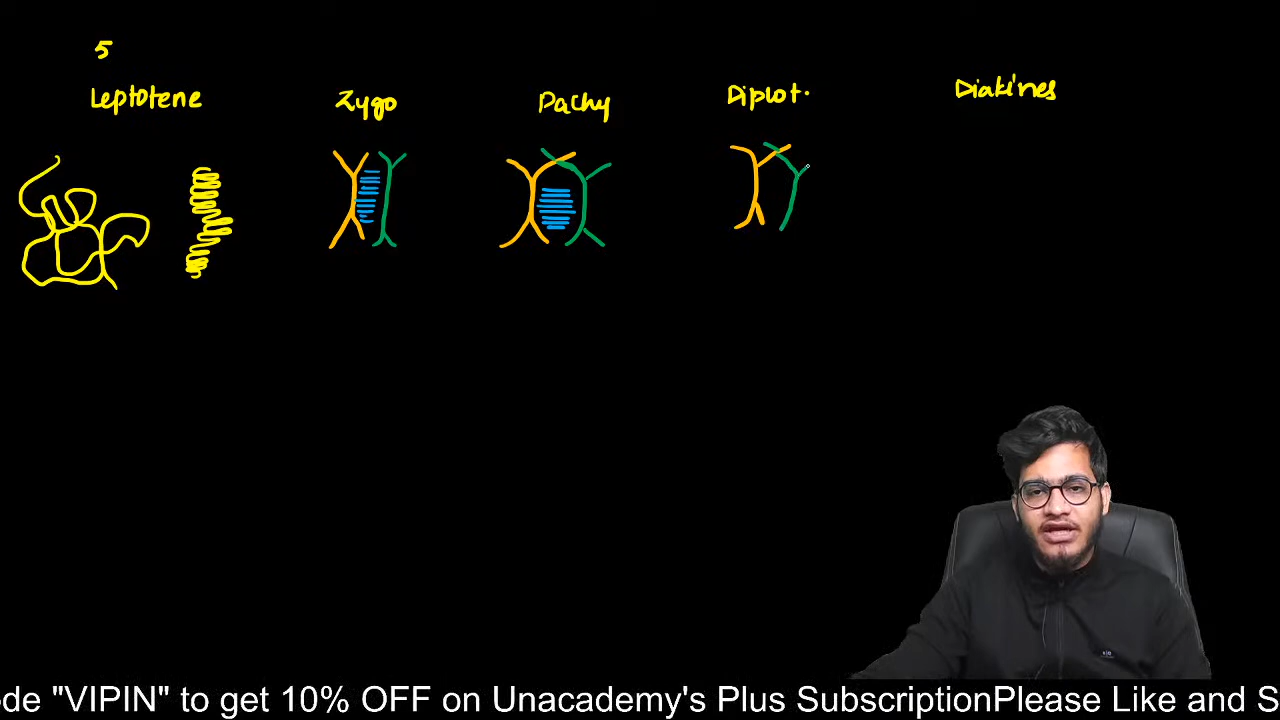 5
Leptotene
Zygo
Pachy
Diplot.
Diakines
de "VIPIN" to get 10% OFF on Unacademy's Plus SubscriptionPlease Like and S